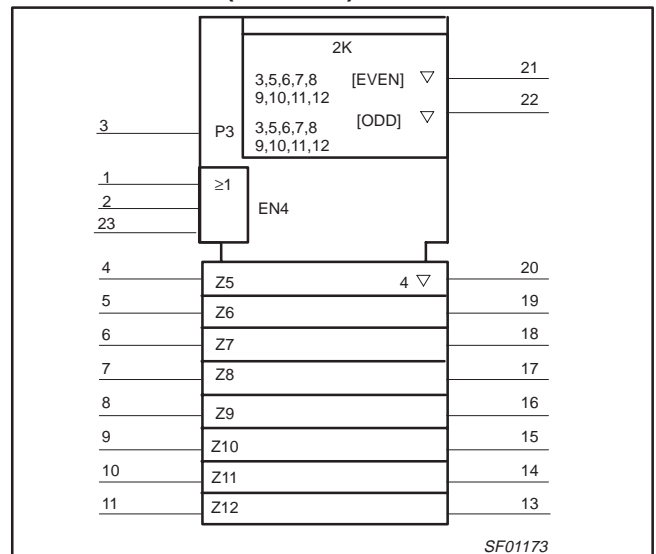 2K
3,5,6,7,8 [EVEN] ▽ 21
9,10,11,12
22
[ODD] ▽
3 P3 3,5,6,7,8
9,10,11,12
1 ≥1
2 EN4
23
4 Z5 4 ▽ 20
5 Z6 19
6 Z7 18
7 Z8 17
8 Z9 16
9 Z10 15
10 Z11 14
11 Z12 13
SF01173